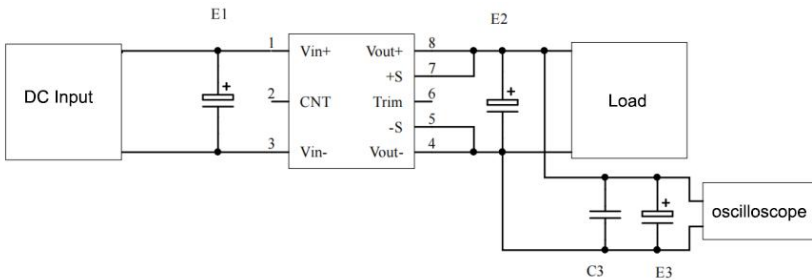 E1
E2
DC Input
1
Vin+
Vout+
8
+S
7
2
CNT
Trim
6
-S
5
3
Vin-
Vout-
4
+
+
Load
+
oscilloscope
C3
E3